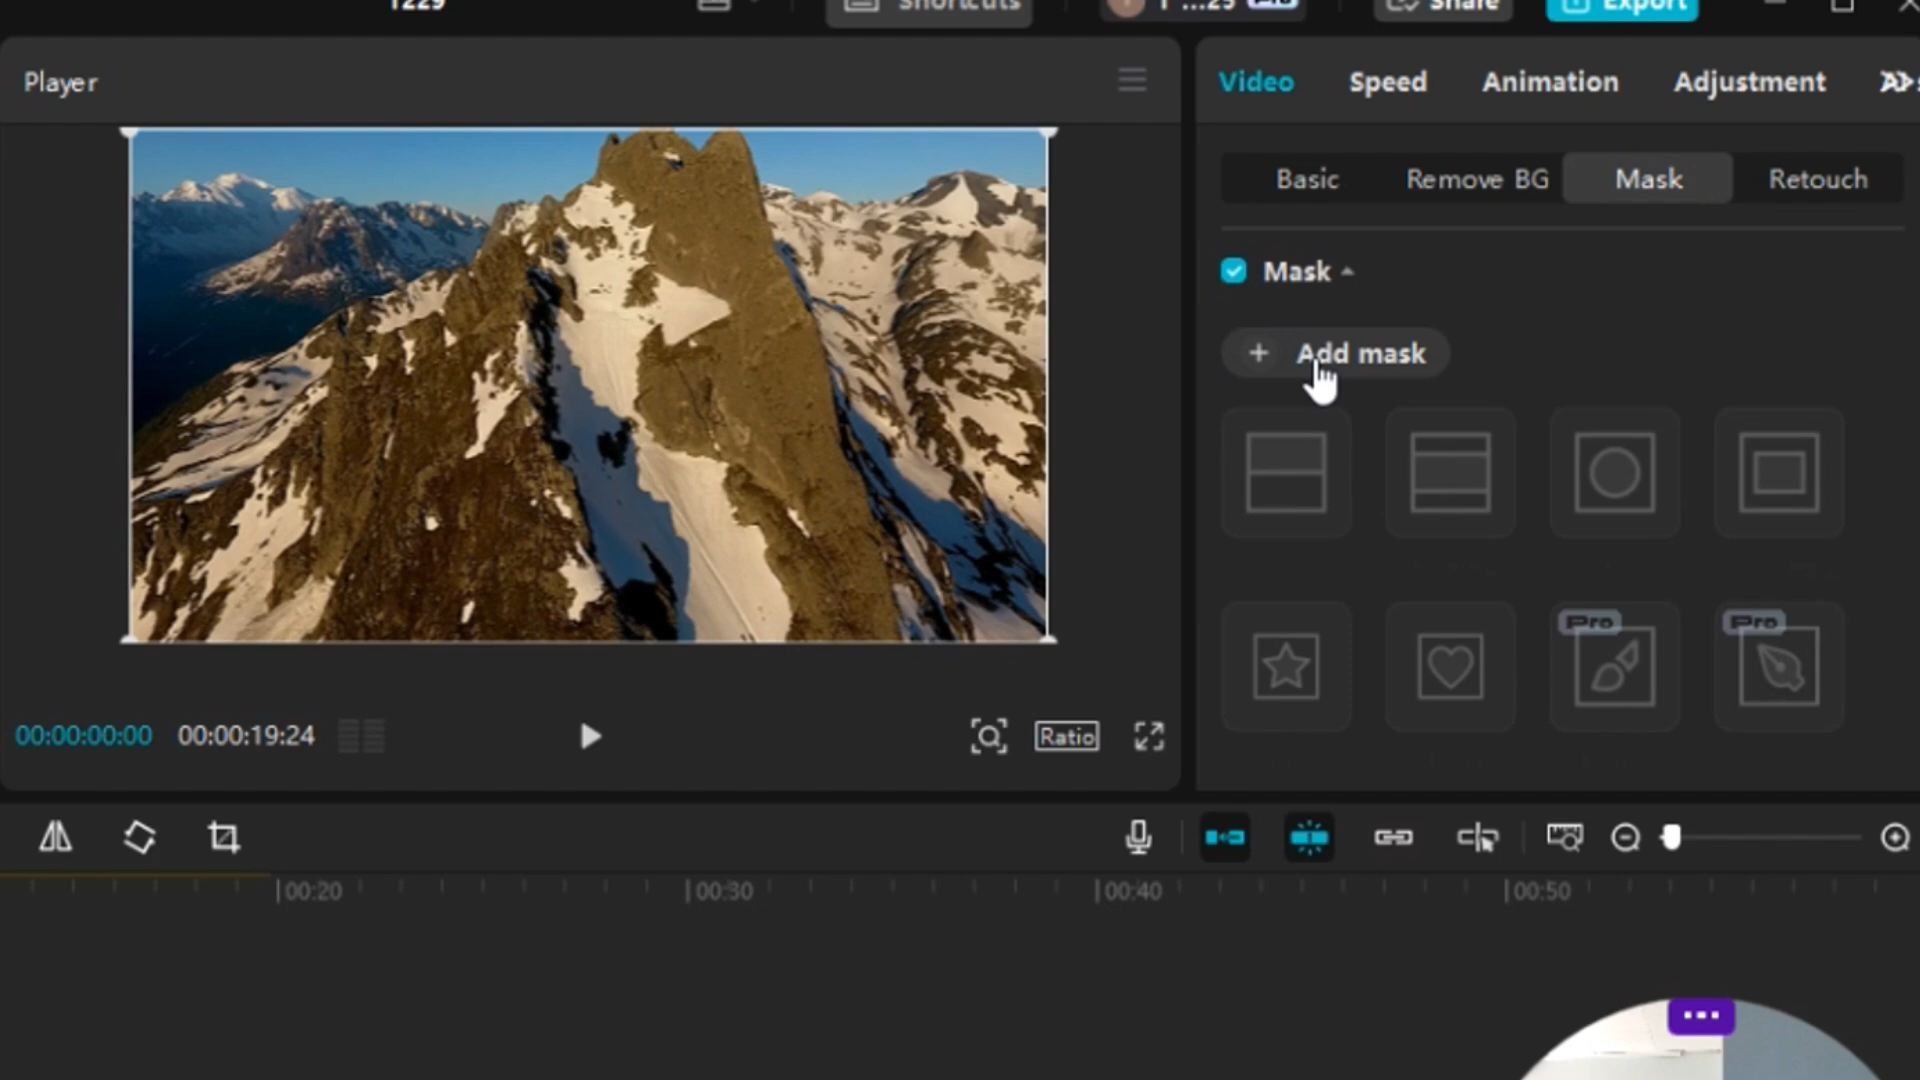 1229
Shortcuts
Share
Export
Player
Video Speed Animation Adjustment
Basic Remove BG Mask Retouch
Mask
+ Add mask
Pro Pro
00:00:00:00 00:00:19:24
Ratio
00:20 00:30 00:40 00:50